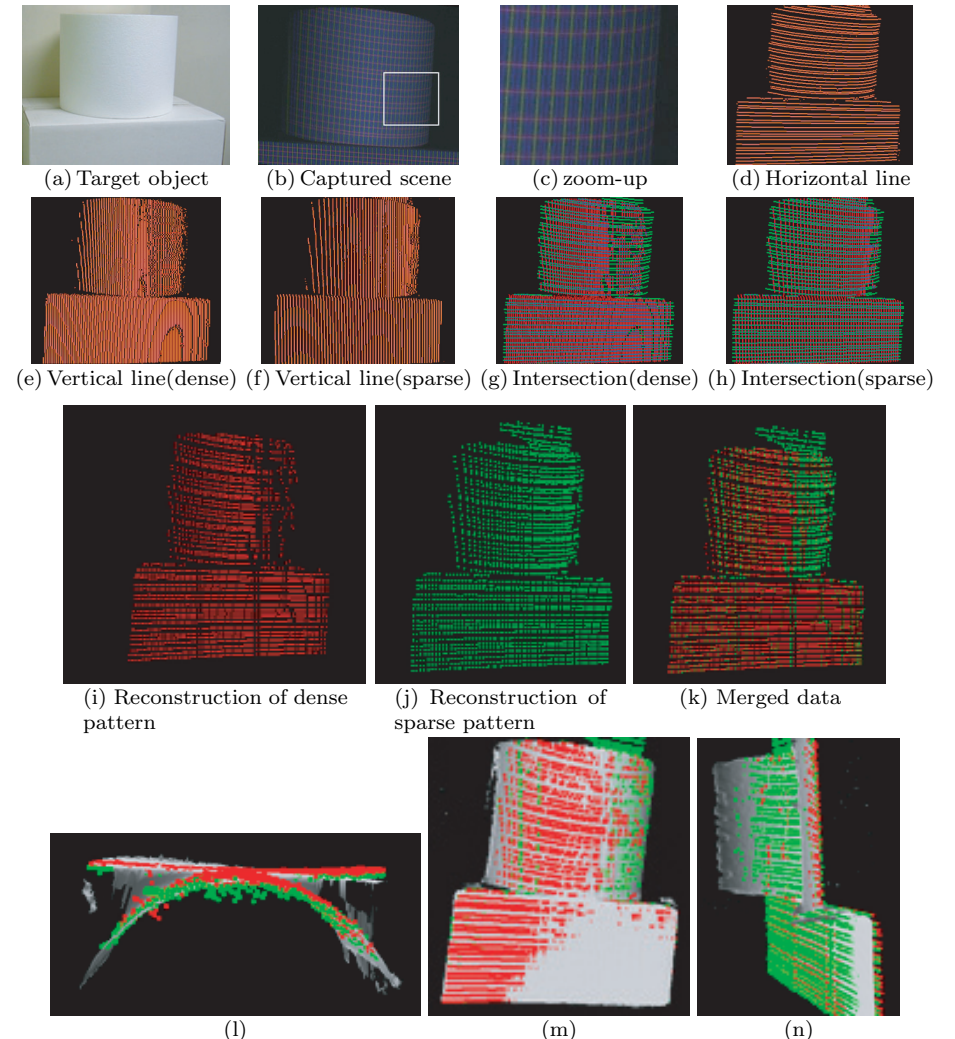 (a) Target object
(b) Captured scene
(c) zoom-up
(d) Horizontal line
(e) Vertical line(dense)
(f) Vertical line(sparse)
(g) Intersection(dense)
(h) Intersection(sparse)
(i) Reconstruction of dense
pattern
(j) Reconstruction of
sparse pattern
(k) Merged data
(l)
(m)
(n)